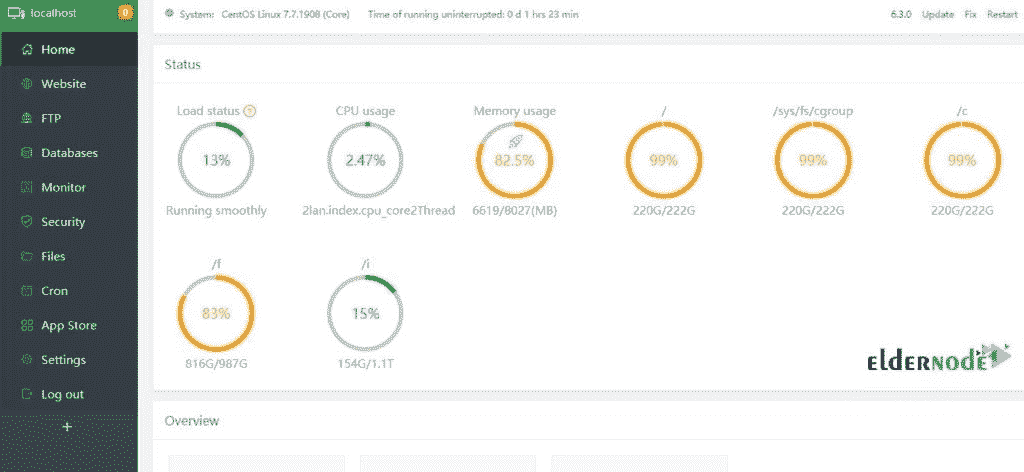 localhost
0
System: CentOS Linux 7.7.1908 (Core) Time of running uninterrupted: 0 d 1 hrs 23 min
6.3.0 Update Fix Restart
Home
Website
FTP
Databases
Monitor
Security
Files
Cron
App Store
Settings
Log out
+
Status
Load status ? CPU usage Memory usage / /sys/fs/cgroup /c
13% 2.47% 82.5% 99% 99% 99%
Running smoothly 2lan.index.cpu_core2Thread 6619/8027(MB) 220G/222G 220G/222G 220G/222G
/f /i
83% 15%
816G/987G 154G/1.1T
ELDERNODE
Overview